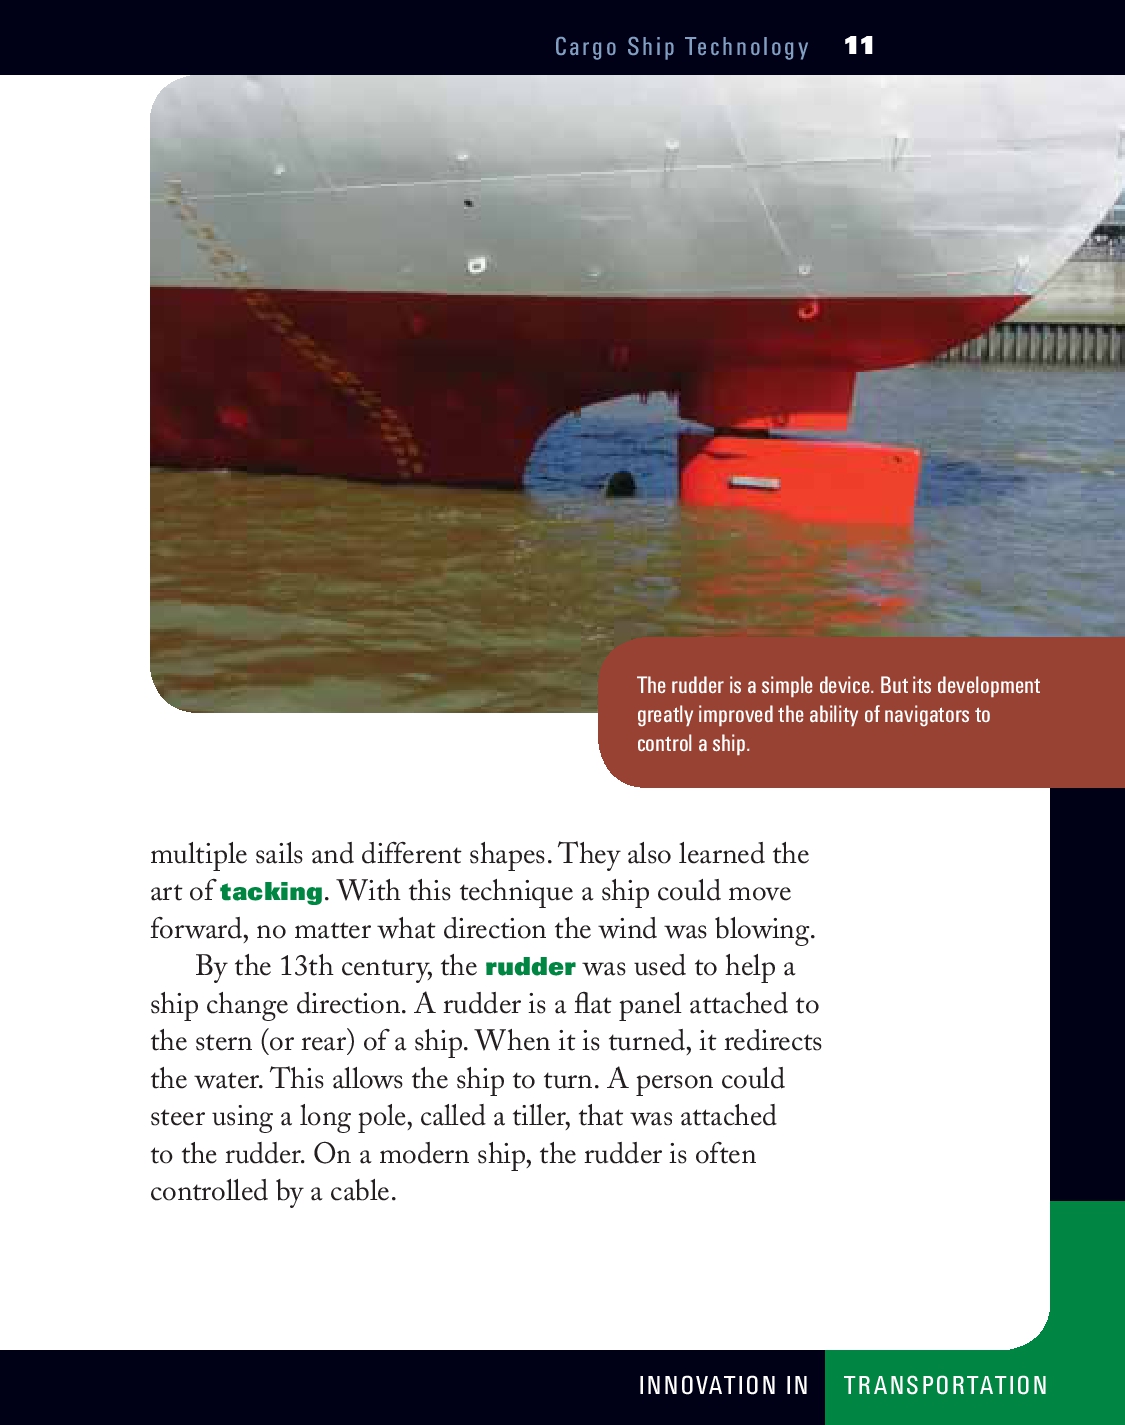 Cargo Ship Technology 11
The rudder is a simple device. But its development
greatly improved the ability of navigators to
control a ship.
multiple sails and different shapes. They also learned the
art of tacking. With this technique a ship could move
forward, no matter what direction the wind was blowing.
By the 13th century, the rudder was used to help a
ship change direction. A rudder is a flat panel attached to
the stern (or rear) of a ship. When it is turned, it redirects
the water. This allows the ship to turn. A person could
steer using a long pole, called a tiller, that was attached
to the rudder. On a modern ship, the rudder is often
controlled by a cable.
INNOVATION IN TRANSPORTATION